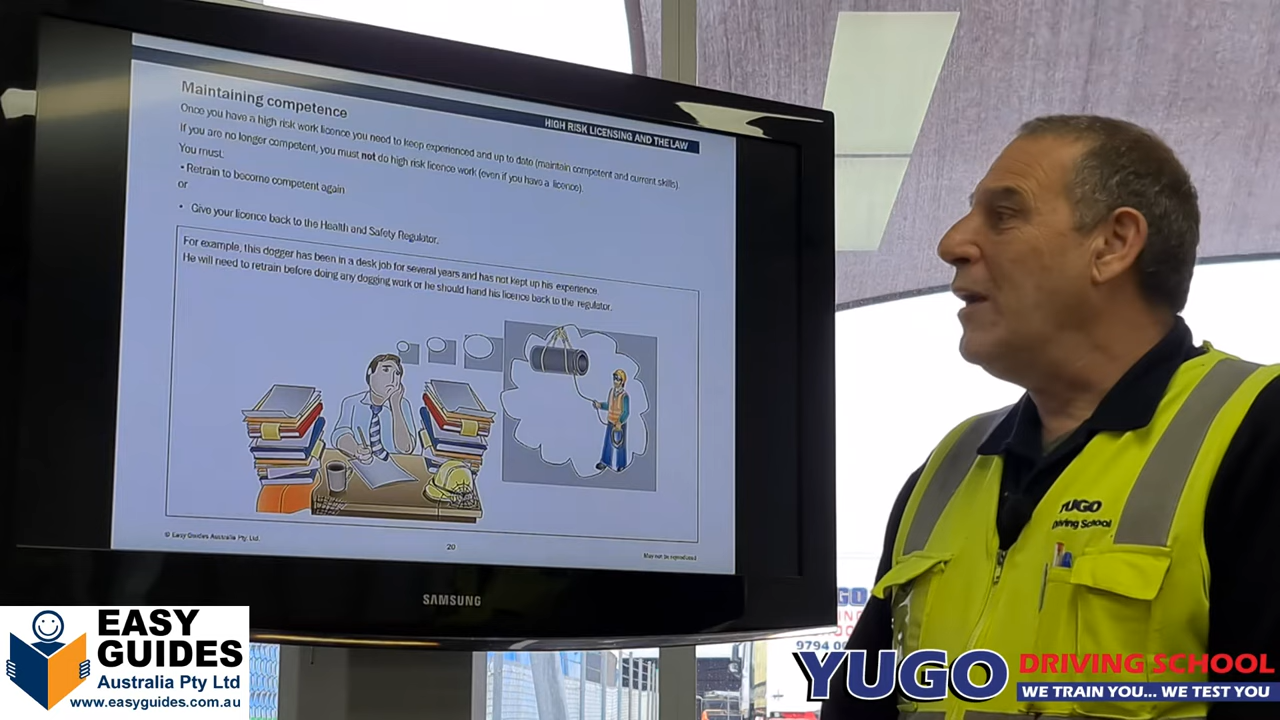 Maintaining competence
HIGH RISK LICENSING AND THE LAW
Once you have a high risk work licence you need to keep experienced and up to date (maintain competent and current skills).
If you are no longer competent, you must not do high risk licence work (even if you have a licence).
You must:
• Retrain to become competent again
or
• Give your licence back to the Health and Safety Regulator.
For example, this dogger has been in a desk job for several years and has not kept up his experience
He will need to retrain before doing any dogging work or he should hand his licence back to the regulator.
© Easy Guides Australia Pty. Ltd.
20
May not be reproduced
SAMSUNG
YUGO
Driving School
9794
EASY
GUIDES
Australia Pty Ltd
www.easyguides.com.au
YUGO DRIVING SCHOOL
WE TRAIN YOU... WE TEST YOU